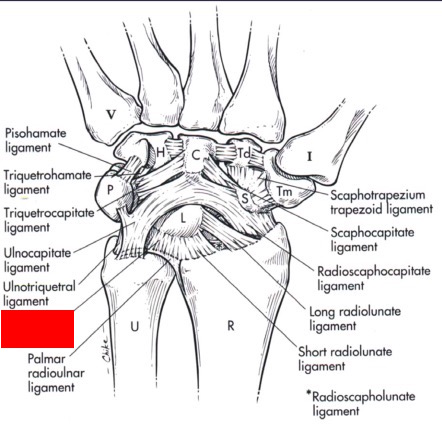 V
I
H
C
Td
P
S
Tm
L
U
R
Pisohamate
ligament
Triquetrohamate
ligament
Triquetrocapitate
ligament
Ulnocapitate
ligament
Ulnotriquetral
ligament
Palmar
radioulnar
ligament
Scaphotrapezium
trapezoid ligament
Scaphocapitate
ligament
Radioscaphocapitate
ligament
Long radiolunate
ligament
Short radiolunate
ligament
*
*Radioscapholunate
ligament